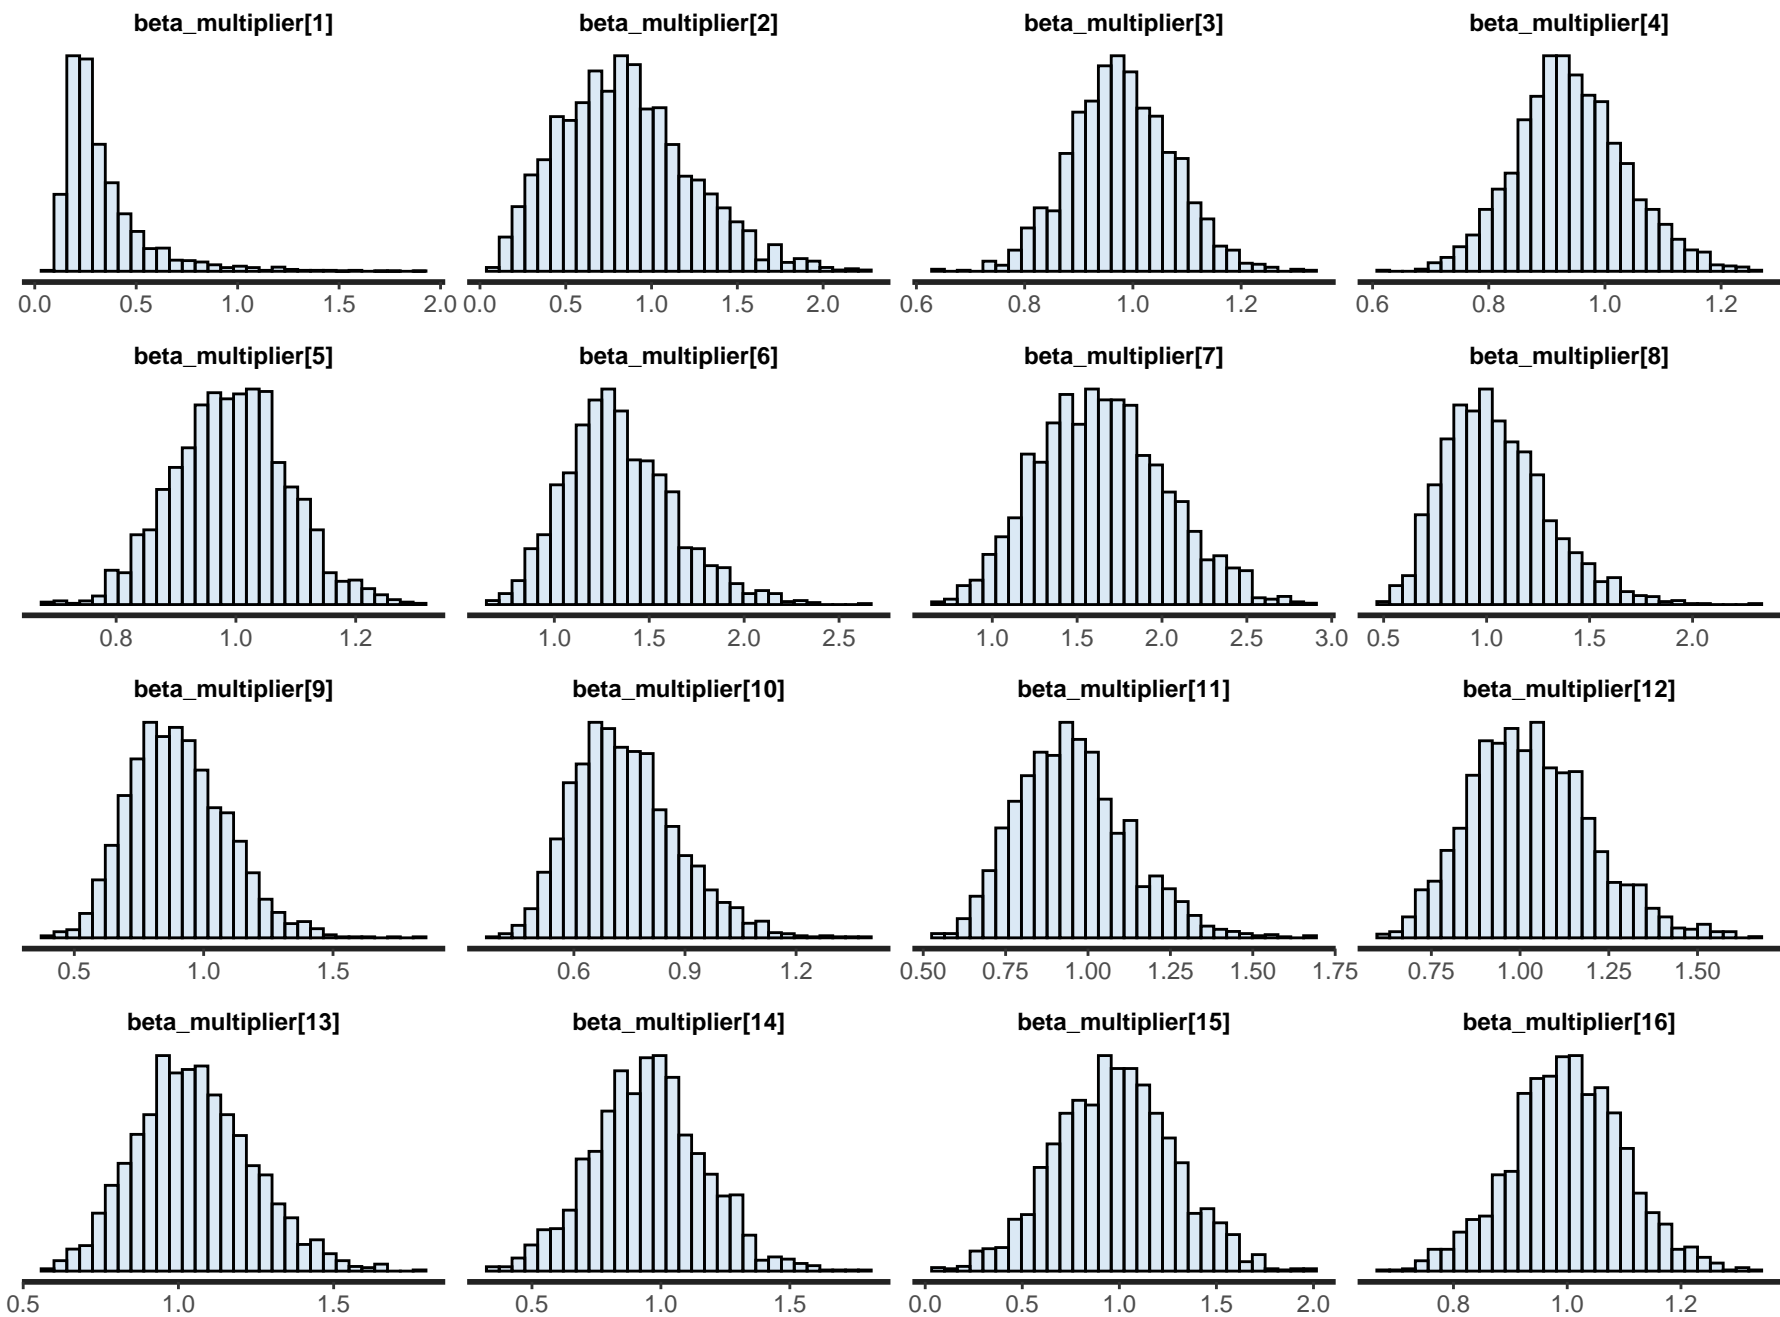 beta_multiplier[1] beta_multiplier[2] beta_multiplier[3] beta_multiplier[4]
0.0 0.5 1.0 1.5 2.0 0.0 0.5 1.0 1.5 2.0 0.6 0.8 1.0 1.2 0.6 0.8 1.0 1.2
beta_multiplier[5] beta_multiplier[6] beta_multiplier[7] beta_multiplier[8]
0.8 1.0 1.2 1.0 1.5 2.0 2.5 1.0 1.5 2.0 2.5 3.0 0.5 1.0 1.5 2.0
beta_multiplier[9] beta_multiplier[10] beta_multiplier[11] beta_multiplier[12]
0.5 1.0 1.5 0.6 0.9 1.2 0.50 0.75 1.00 1.25 1.50 1.75 0.75 1.00 1.25 1.50
beta_multiplier[13] beta_multiplier[14] beta_multiplier[15] beta_multiplier[16]
0.5 1.0 1.5 0.5 1.0 1.5 0.0 0.5 1.0 1.5 2.0 0.8 1.0 1.2